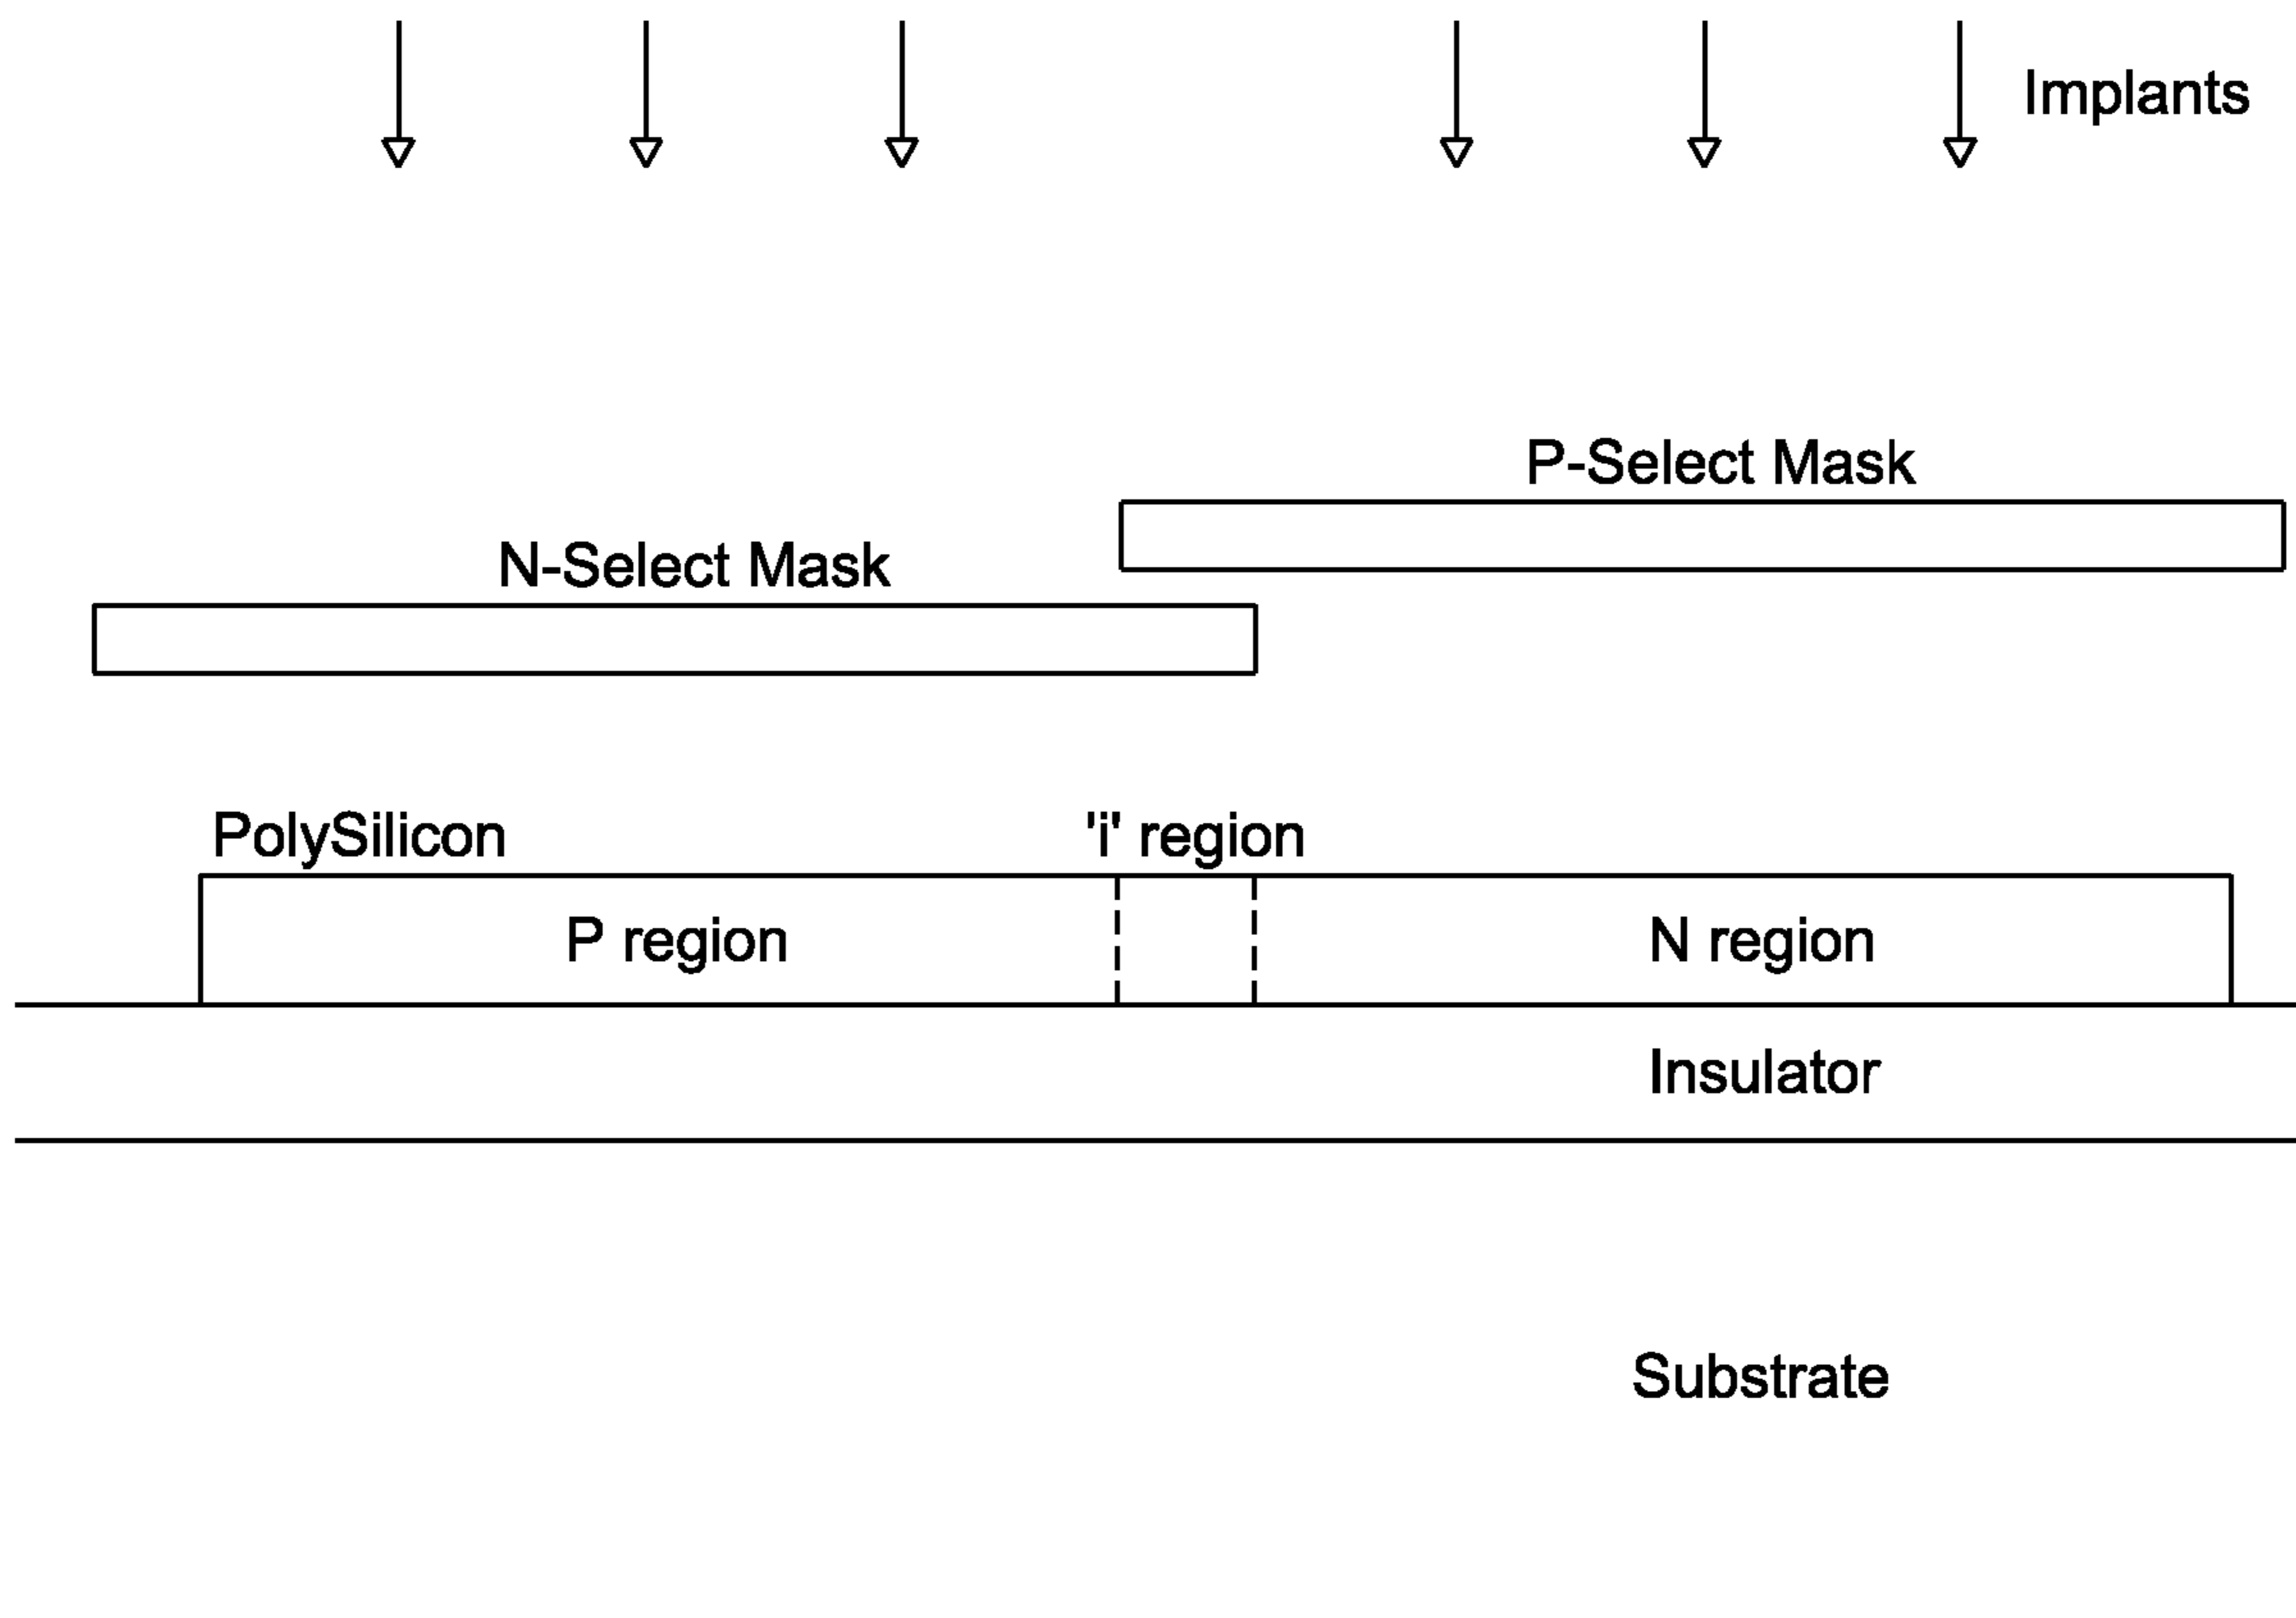 Implants
P-Select Mask
N-Select Mask
PolySilicon
'i' region
P region
N region
Insulator
Substrate